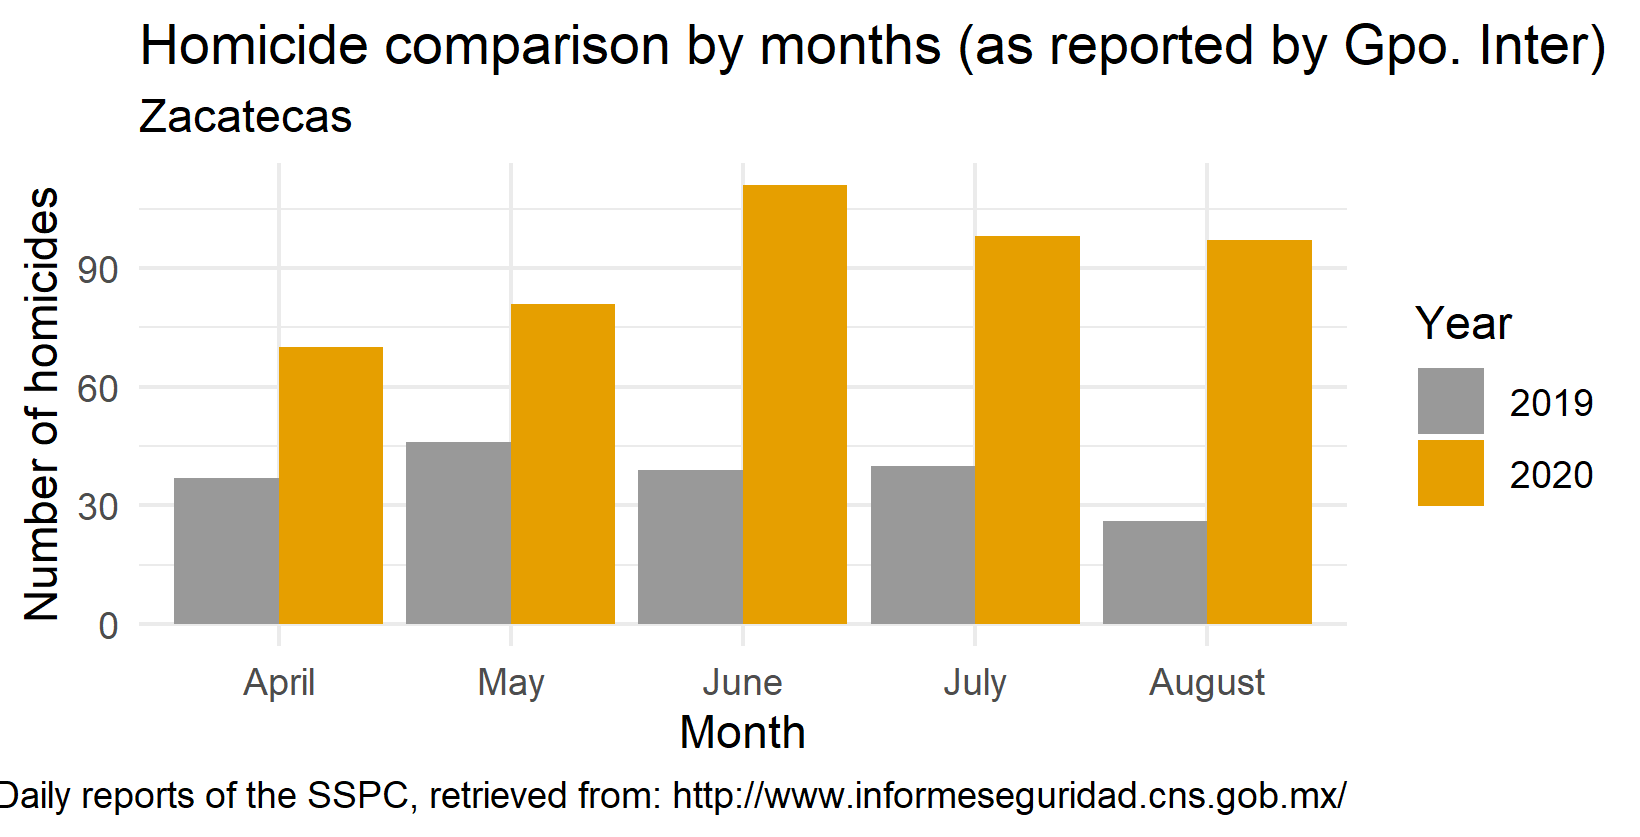 Homicide comparison by months (as reported by Gpo. Inter)
Zacatecas
Number of homicides
90
60
30
0
April May June July August
Month
Year
2019
2020
Daily reports of the SSPC, retrieved from: http://www.informeseguridad.cns.gob.mx/